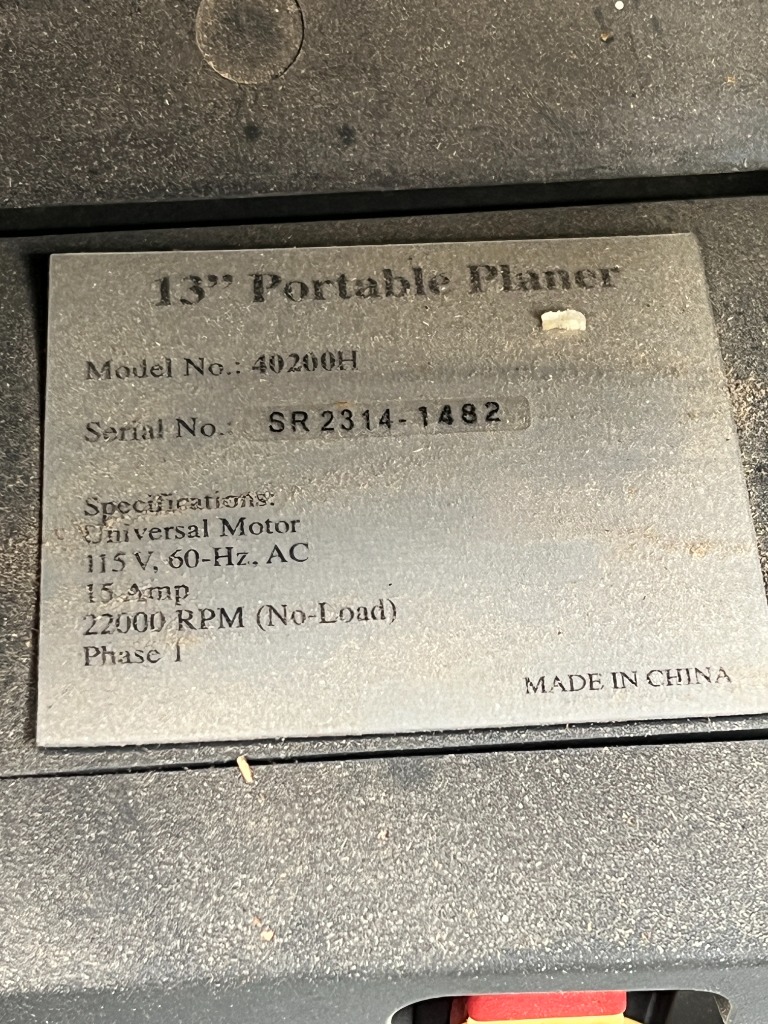 13” Portable Planer
Model No.: 40200H
Serial No.: SR 2314-1482
Specifications:
Universal Motor
115 V, 60-Hz, AC
15 Amp
22000 RPM (No-Load)
Phase 1
MADE IN CHINA